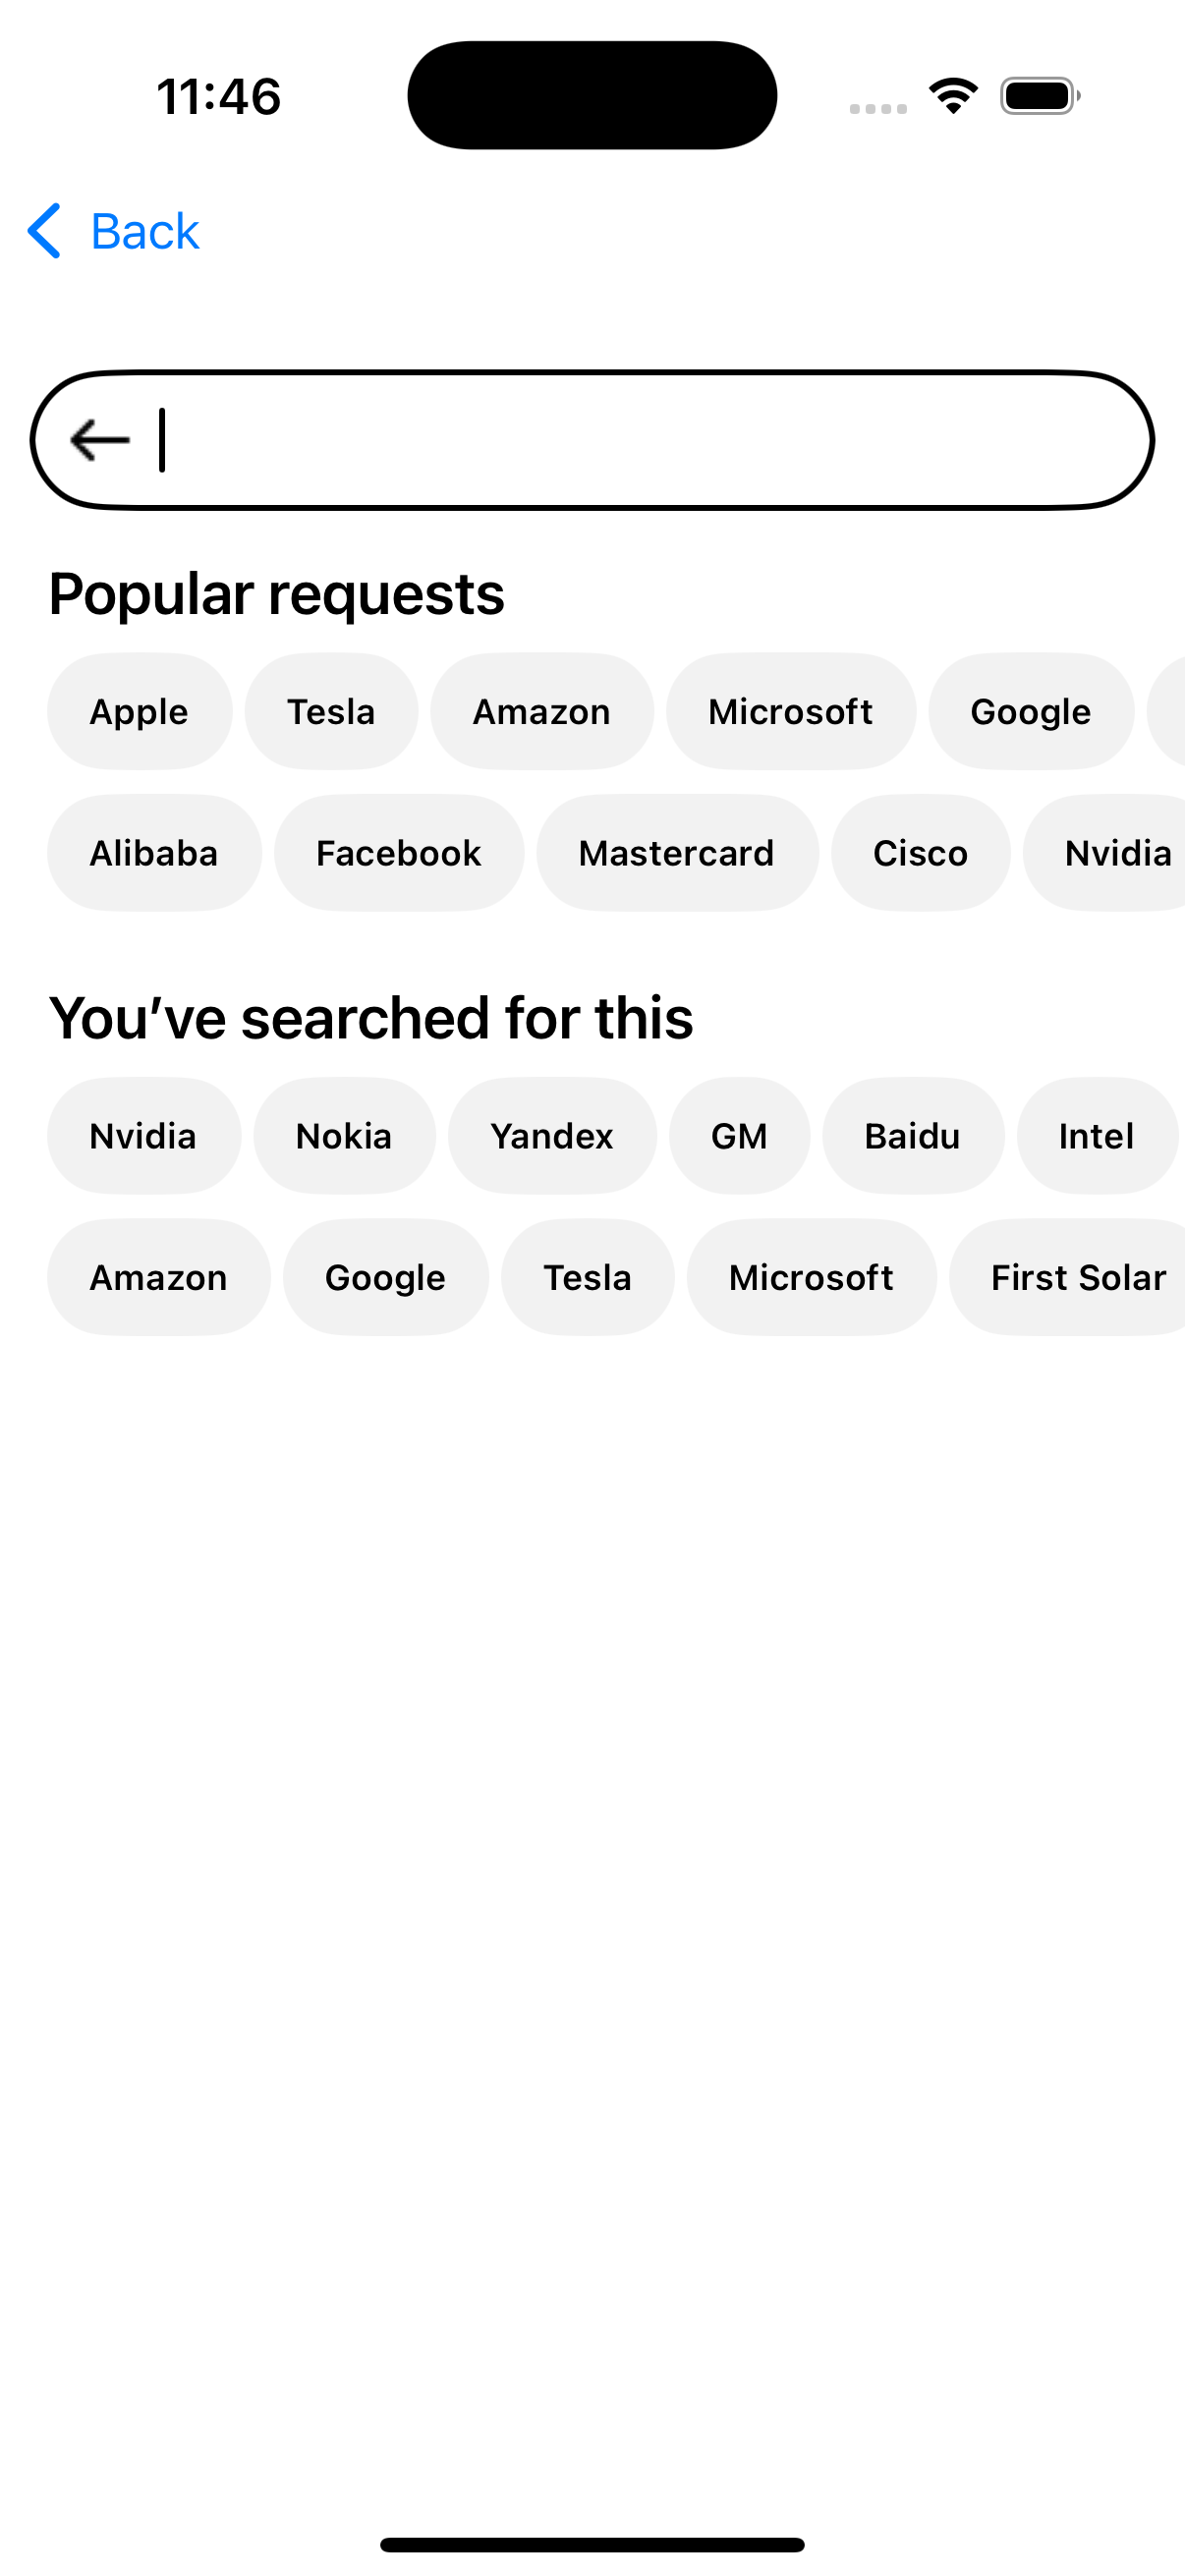 11:46
Back
Popular requests
Apple Tesla Amazon Microsoft Google
Alibaba Facebook Mastercard Cisco Nvidia
You’ve searched for this
Nvidia Nokia Yandex GM Baidu Intel
Amazon Google Tesla Microsoft First Solar